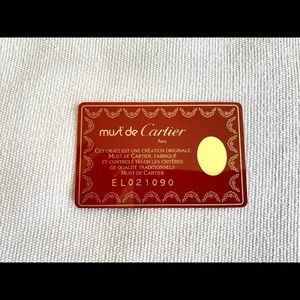 must de Cartier
Paris
CET OBJET EST UNE CRÉATION ORIGINALE
MUST DE CARTIER, FABRIQUÉ
ET CONTRÔLÉ SELON LES CRITÈRES
DE QUALITÉ TRADITIONNELS
MUST DE CARTIER
EL021090